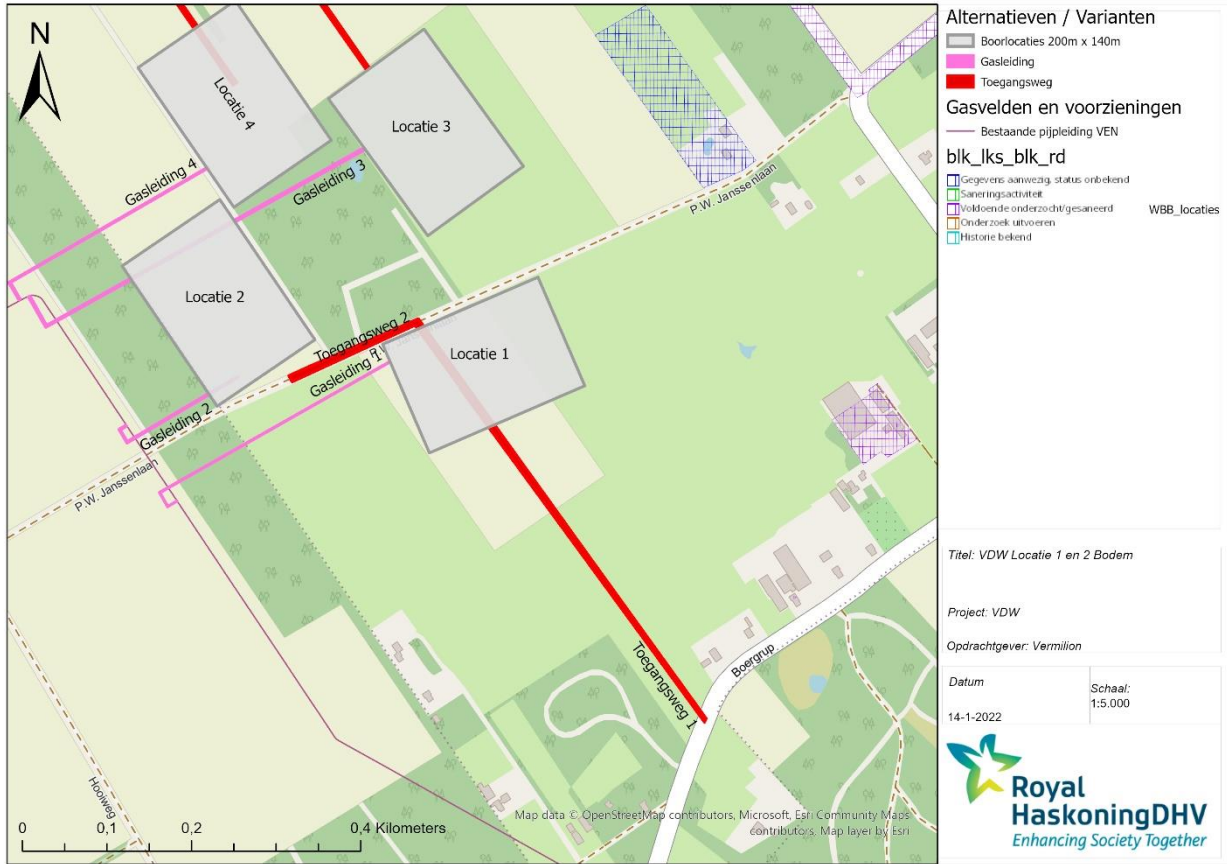 N
Locatie 4
Locatie 3
Gasleiding 4
Gasleiding 3
P.W. Janssenlaan
Locatie 2
Toegangsweg 2
Locatie 1
Gasleiding 1
Gasleiding 2
P.W. Janssenlaan
Toegangsweg 1
Boergrup
Hooiweg
0 0,1 0,2 0,4 Kilometers
Map data © OpenStreetMap contributors, Microsoft, Esri Community Maps
contributors, Map layer by Esri
Alternatieven / Varianten
Boorlocaties 200m x 140m
Gasleiding
Toegangsweg
Gasvelden en voorzieningen
Bestaande pijpleiding VEN
blk_lks_blk_rd
Gegevens aanwezig, status onbekend
Saneringsactiviteit
Voldoende onderzocht/gesaneerd WBB_locaties
Onderzoek uitvoeren
Historie bekend
Titel: VDW Locatie 1 en 2 Bodem
Project: VDW
Opdrachtgever: Vermilion
Datum
14-1-2022
Schaal:
1:5.000
Royal
HaskoningDHV
Enhancing Society Together